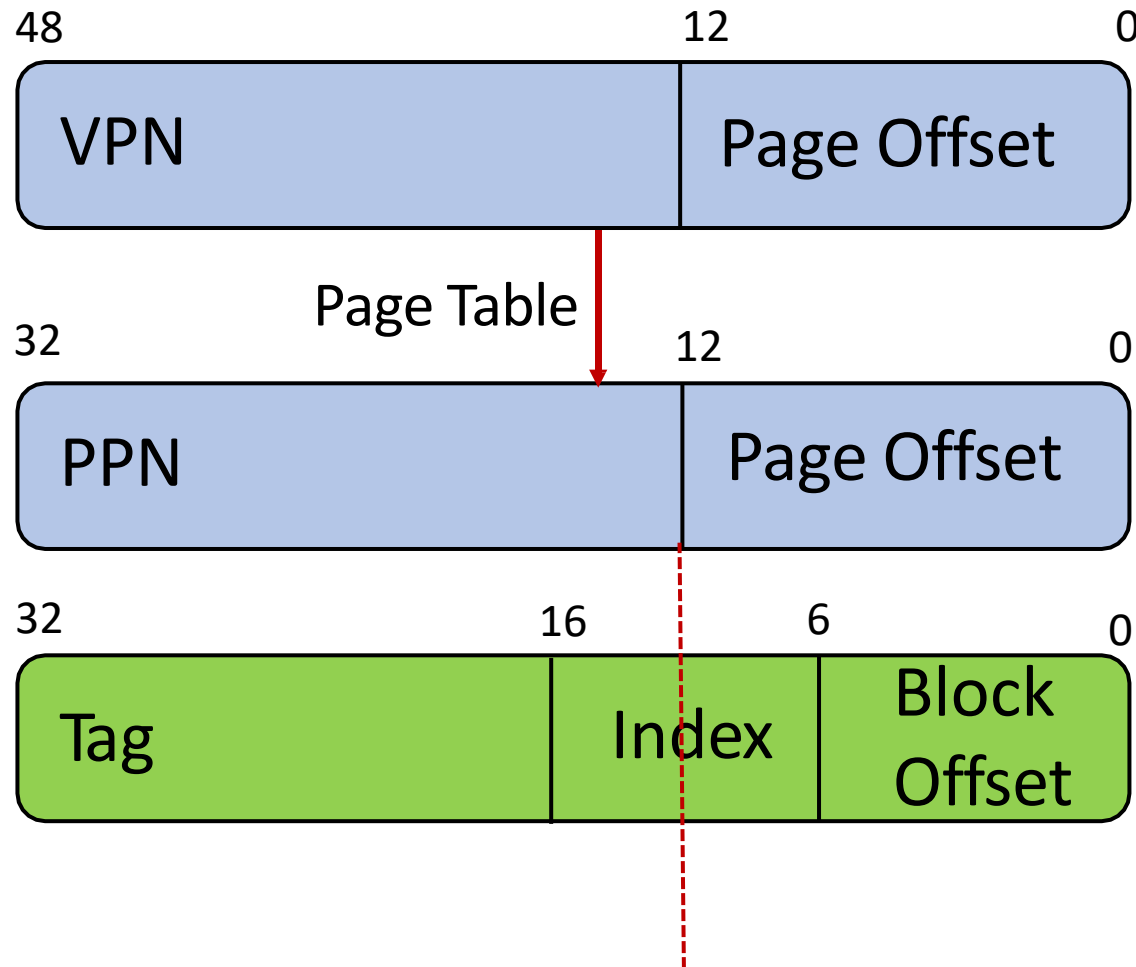 48 12 0
VPN Page Offset
Page Table
32 12 0
PPN Page Offset
32 16 6 0
Tag Index Block
Offset